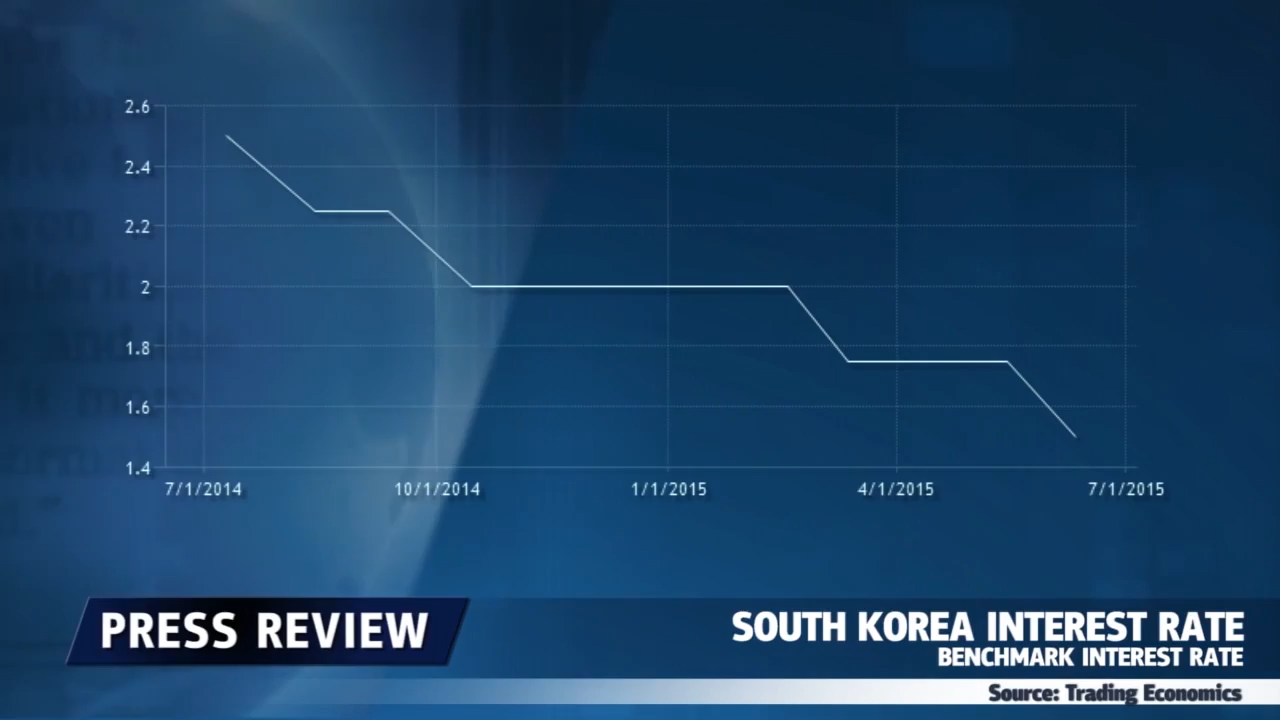 2.6
2.4
2.2
2
1.8
1.6
1.4
7/1/2014 10/1/2014 1/1/2015 4/1/2015 7/1/2015
PRESS REVIEW
SOUTH KOREA INTEREST RATE
BENCHMARK INTEREST RATE
Source: Trading Economics